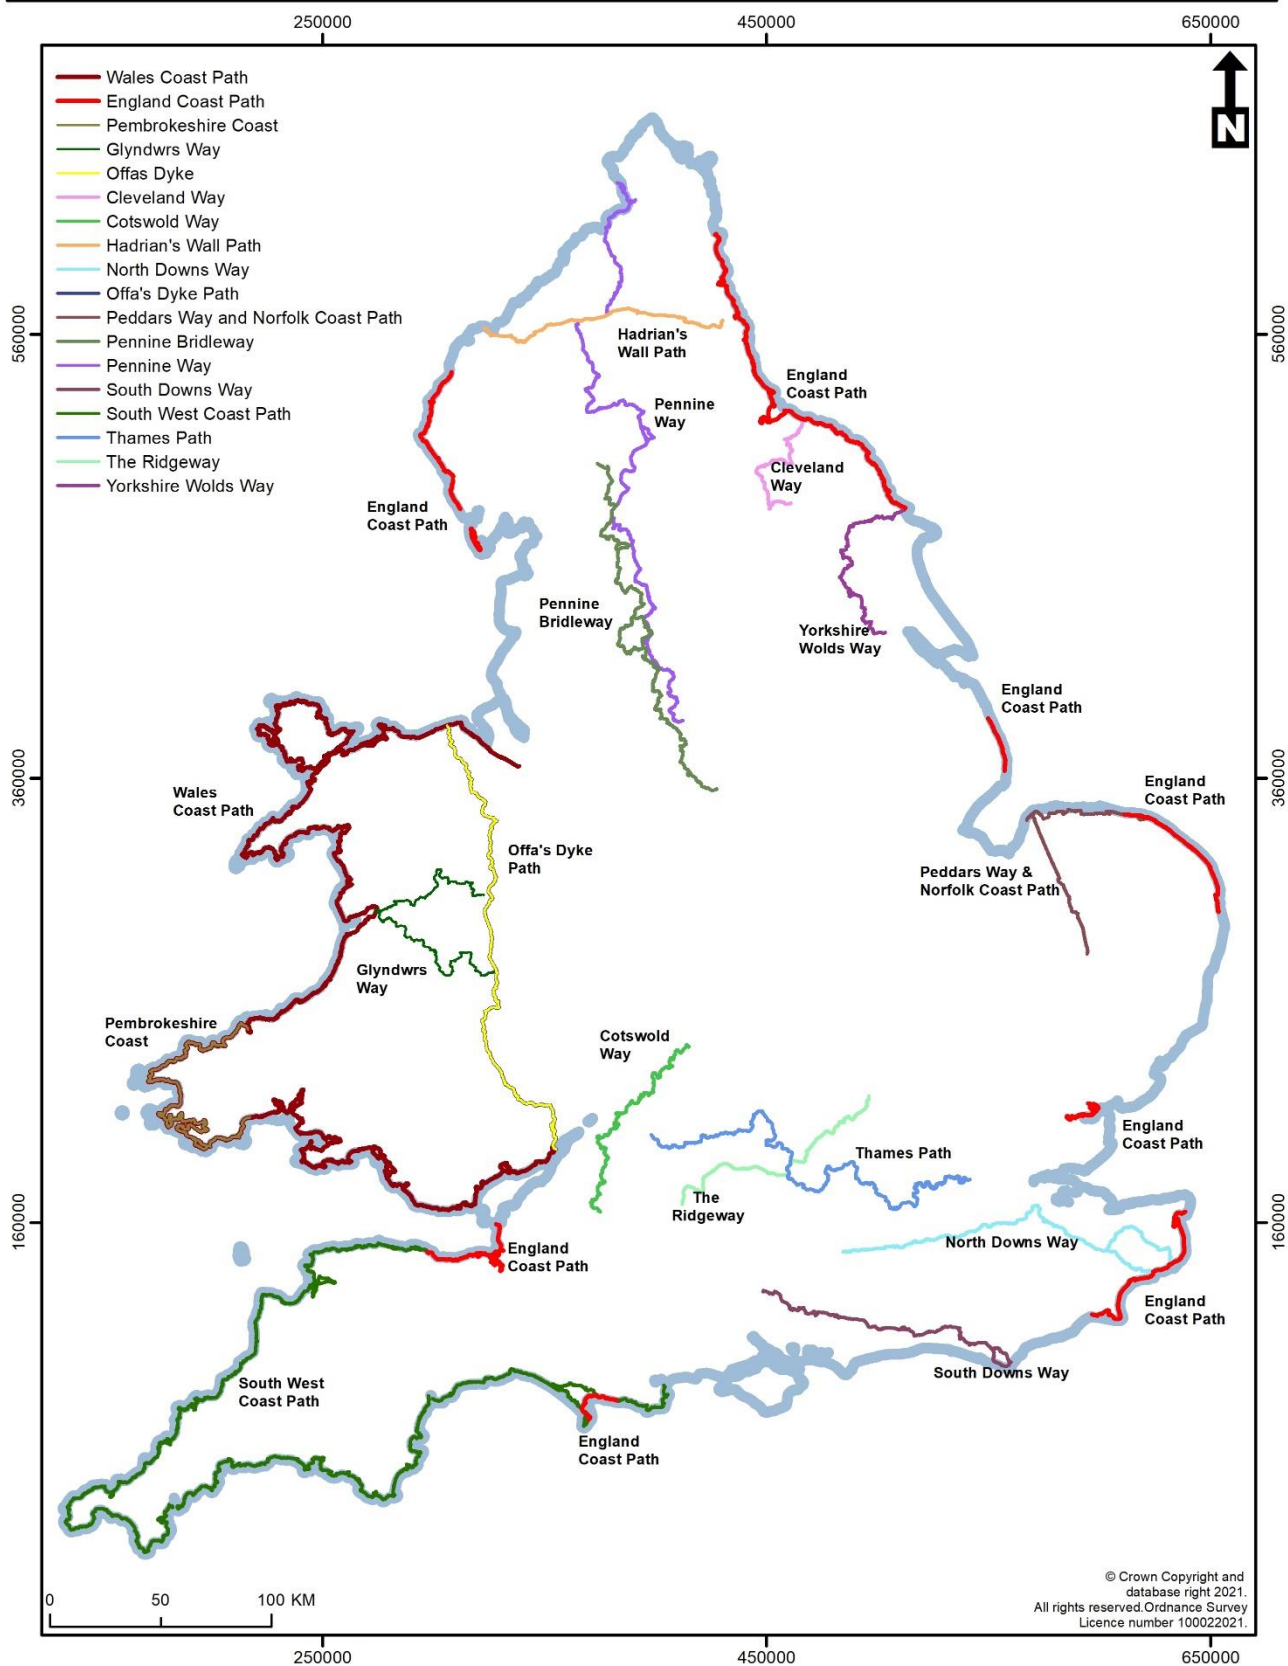 250000
450000
650000
Wales Coast Path
England Coast Path
Pembrokeshire Coast
Glyndwrs Way
Offas Dyke
Cleveland Way
Cotswold Way
Hadrian's Wall Path
North Downs Way
Offa's Dyke Path
Peddars Way and Norfolk Coast Path
Pennine Bridleway
Pennine Way
South Downs Way
South West Coast Path
Thames Path
The Ridgeway
Yorkshire Wolds Way
N
560000
560000
Hadrian's
Wall Path
England
Coast Path
Pennine
Way
Cleveland
Way
England
Coast Path
Pennine
Bridleway
Yorkshire
Wolds Way
England
Coast Path
360000
360000
Wales
Coast Path
England
Coast Path
Offa's Dyke
Path
Peddars Way &
Norfolk Coast Path
Glyndwrs
Way
Pembrokeshire
Coast
Cotswold
Way
England
Coast Path
Thames Path
The
Ridgeway
160000
160000
North Downs Way
England
Coast Path
England
Coast Path
South Downs Way
South West
Coast Path
England
Coast Path
0
50
100 KM
© Crown Copyright and
database right 2021.
All rights reserved.Ordnance Survey
Licence number 100022021.
250000
450000
650000